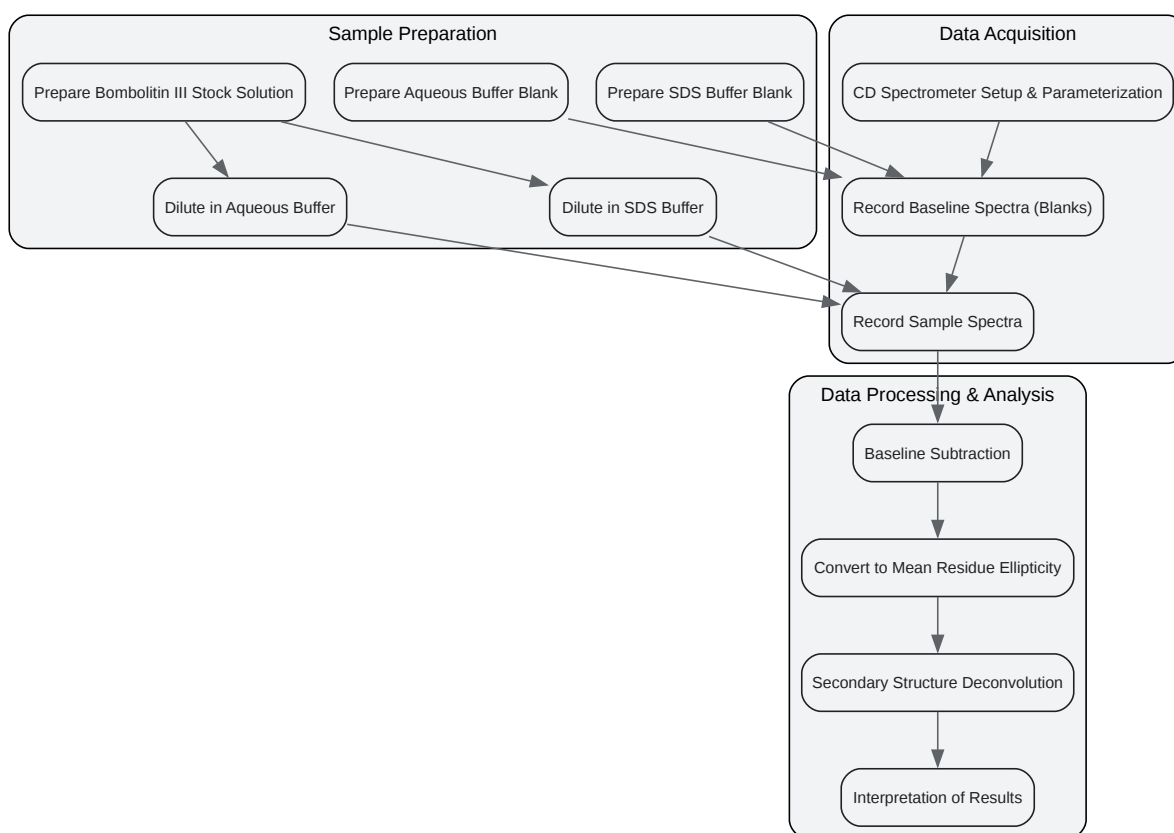 Sample Preparation
Prepare Bombolitin III Stock Solution
Prepare Aqueous Buffer Blank
Prepare SDS Buffer Blank
Dilute in Aqueous Buffer
Dilute in SDS Buffer
Data Acquisition
CD Spectrometer Setup & Parameterization
Record Baseline Spectra (Blanks)
Record Sample Spectra
Data Processing & Analysis
Baseline Subtraction
Convert to Mean Residue Ellipticity
Secondary Structure Deconvolution
Interpretation of Results